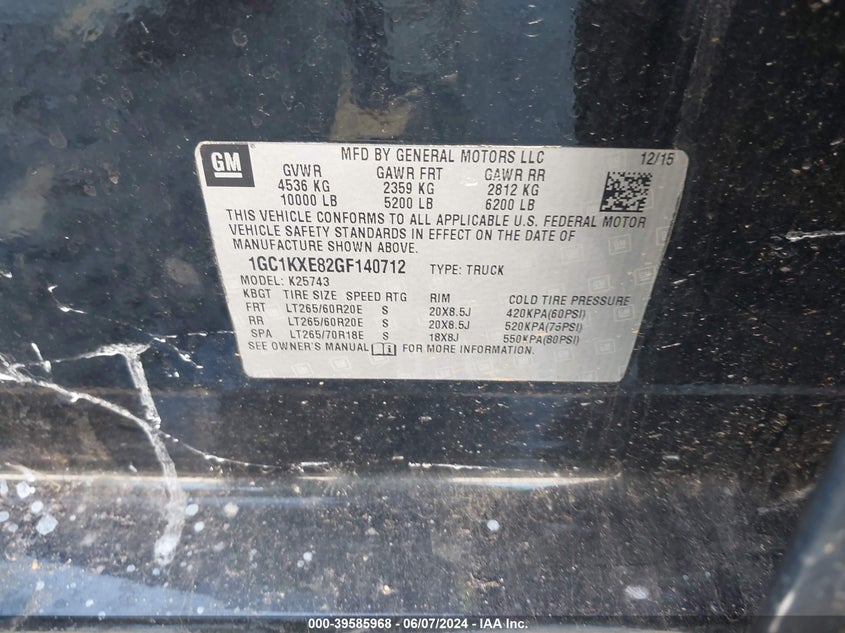 GM
MFD BY GENERAL MOTORS LLC 12/15
GVWR GAWR FRT GAWR RR
4536 KG 2359 KG 2812 KG
10000 LB 5200 LB 6200 LB
THIS VEHICLE CONFORMS TO ALL APPLICABLE U.S. FEDERAL MOTOR
VEHICLE SAFETY STANDARDS IN EFFECT ON THE DATE OF
MANUFACTURE SHOWN ABOVE.
1GC1KXE82GF140712 TYPE: TRUCK
MODEL: K25743
KBGT TIRE SIZE SPEED RTG RIM COLD TIRE PRESSURE
FRT LT265/60R20E S 20X8.5J 420KPA(60PSI)
RR LT265/60R20E S 20X8.5J 520KPA(75PSI)
SPA LT265/70R18E S 18X8J 550KPA(80PSI)
SEE OWNER'S MANUAL FOR MORE INFORMATION.
000-39585968 - 06/07/2024 - IAA Inc.